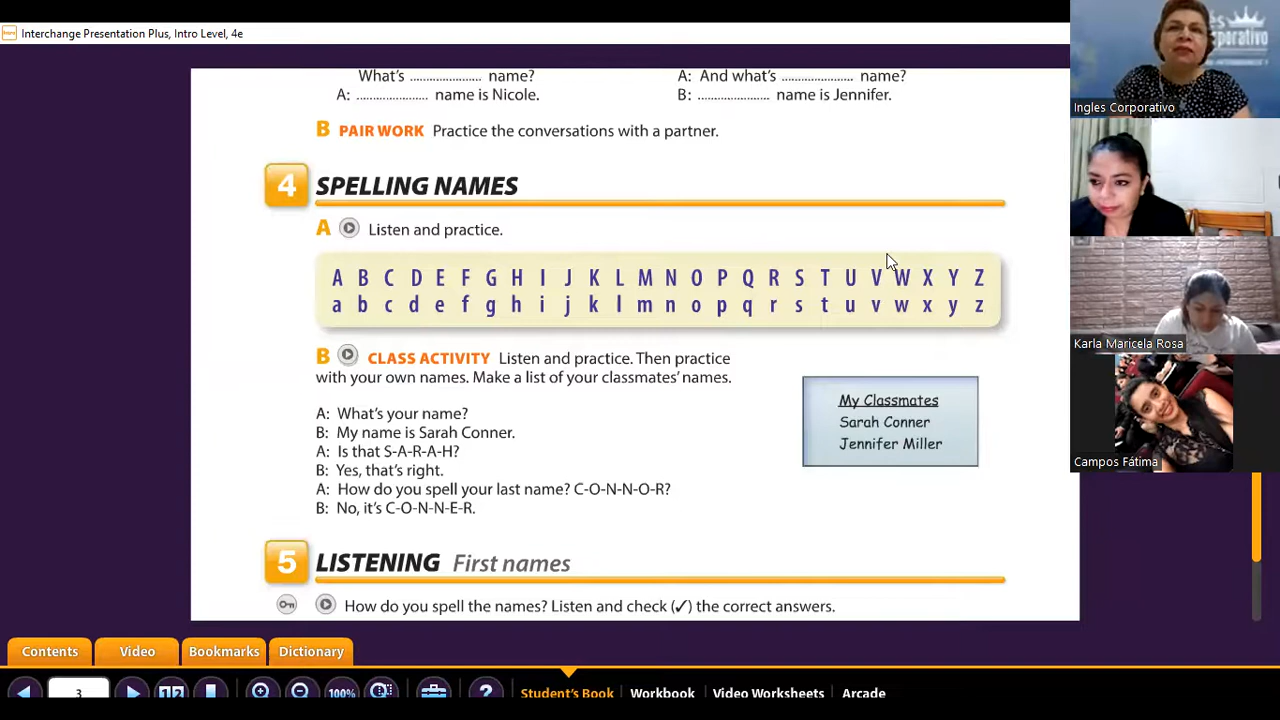 Interchange Presentation Plus, Intro Level, 4e
What's ..................... name?
A: ..................... name is Nicole.
A: And what's ..................... name?
B: ..................... name is Jennifer.
B PAIR WORK Practice the conversations with a partner.
4 SPELLING NAMES
A Listen and practice.
A B C D E F G H I J K L M N O P Q R S T U V W X Y Z
a b c d e f g h i j k l m n o p q r s t u v w x y z
B CLASS ACTIVITY Listen and practice. Then practice
with your own names. Make a list of your classmates' names.
A: What's your name?
B: My name is Sarah Conner.
A: Is that S-A-R-A-H?
B: Yes, that's right.
A: How do you spell your last name? C-O-N-N-O-R?
B: No, it's C-O-N-N-E-R.
My Classmates
Sarah Conner
Jennifer Miller
5 LISTENING First names
How do you spell the names? Listen and check (✓) the correct answers.
Contents Video Bookmarks Dictionary
3 1 2 100% ? Student's Book Workbook Video Worksheets Arcade
Ingles Corporativo
Karla Maricela Rosa
Campos Fátima